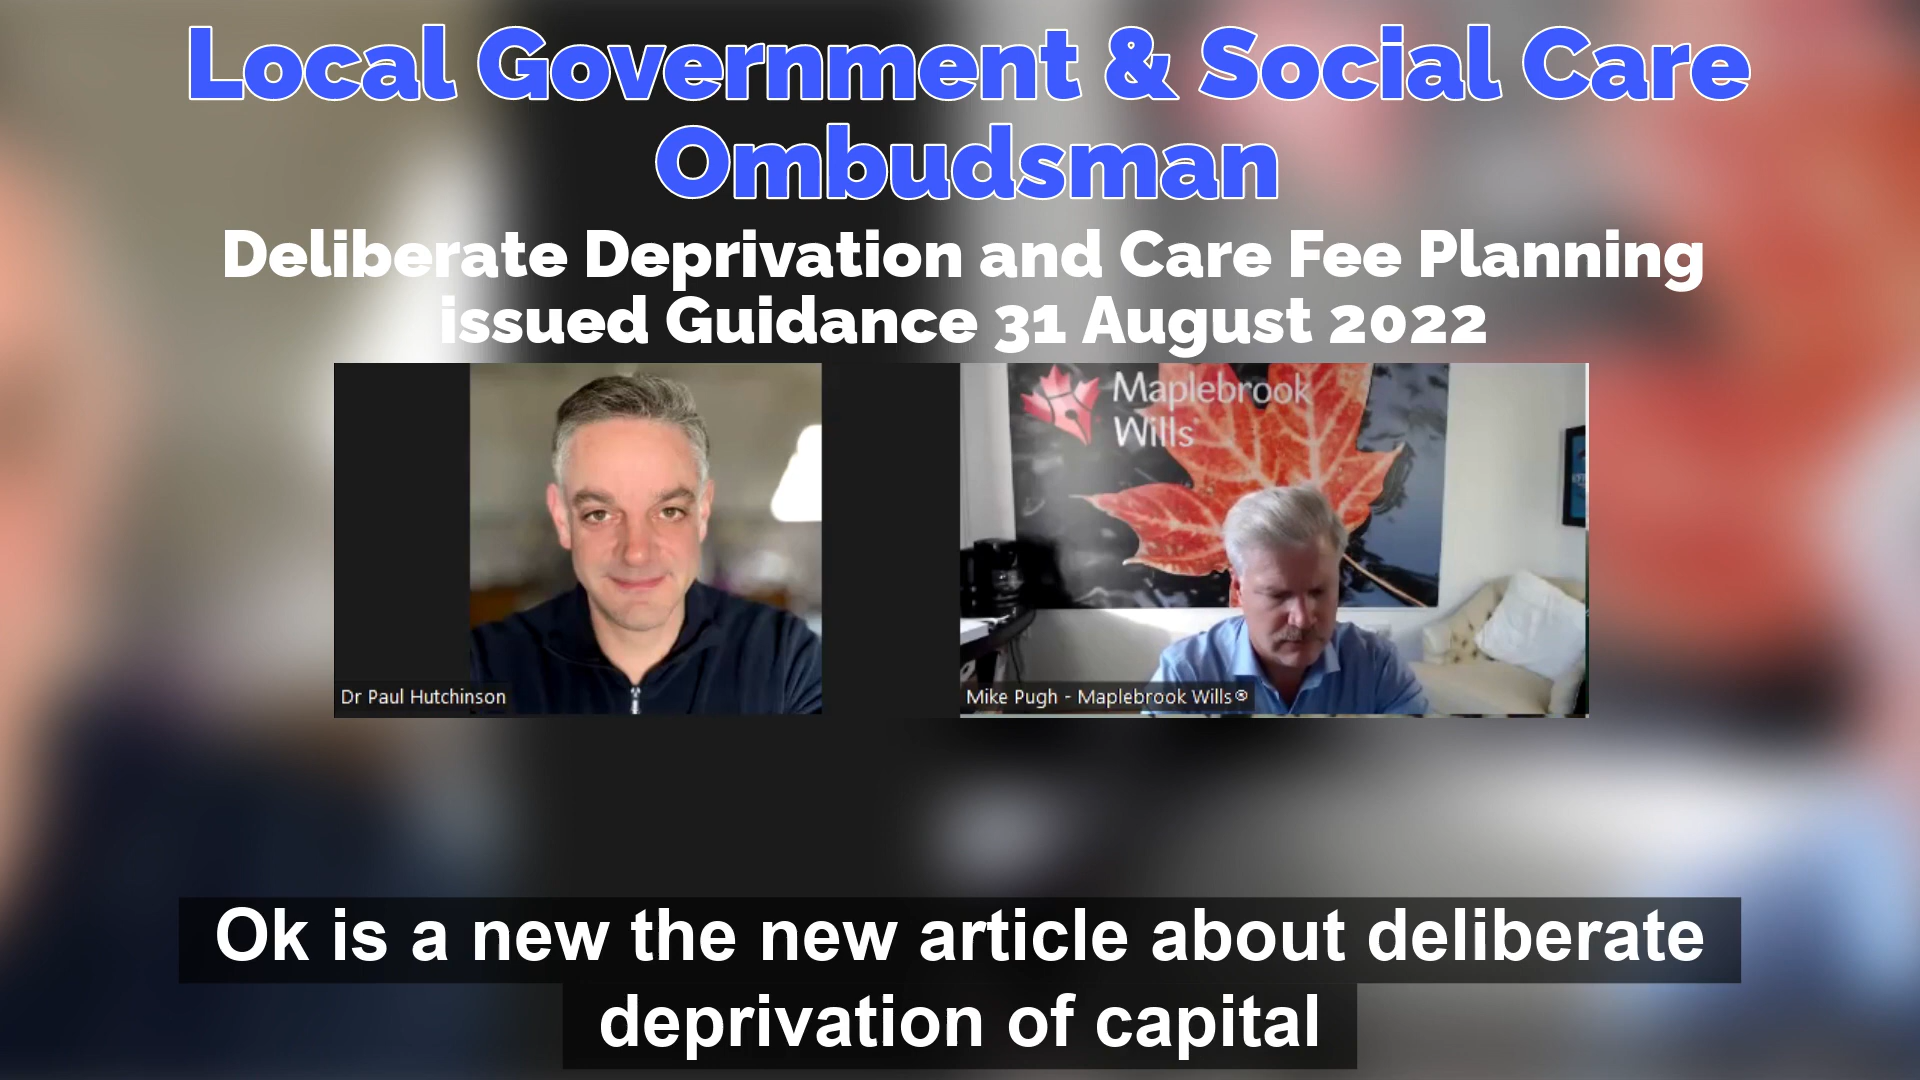 Local Government & Social Care
Ombudsman
Deliberate Deprivation and Care Fee Planning
issued Guidance 31 August 2022
Maplebrook
Wills
Dr Paul Hutchinson
Mike Pugh - Maplebrook Wills®
Ok is a new the new article about deliberate
deprivation of capital